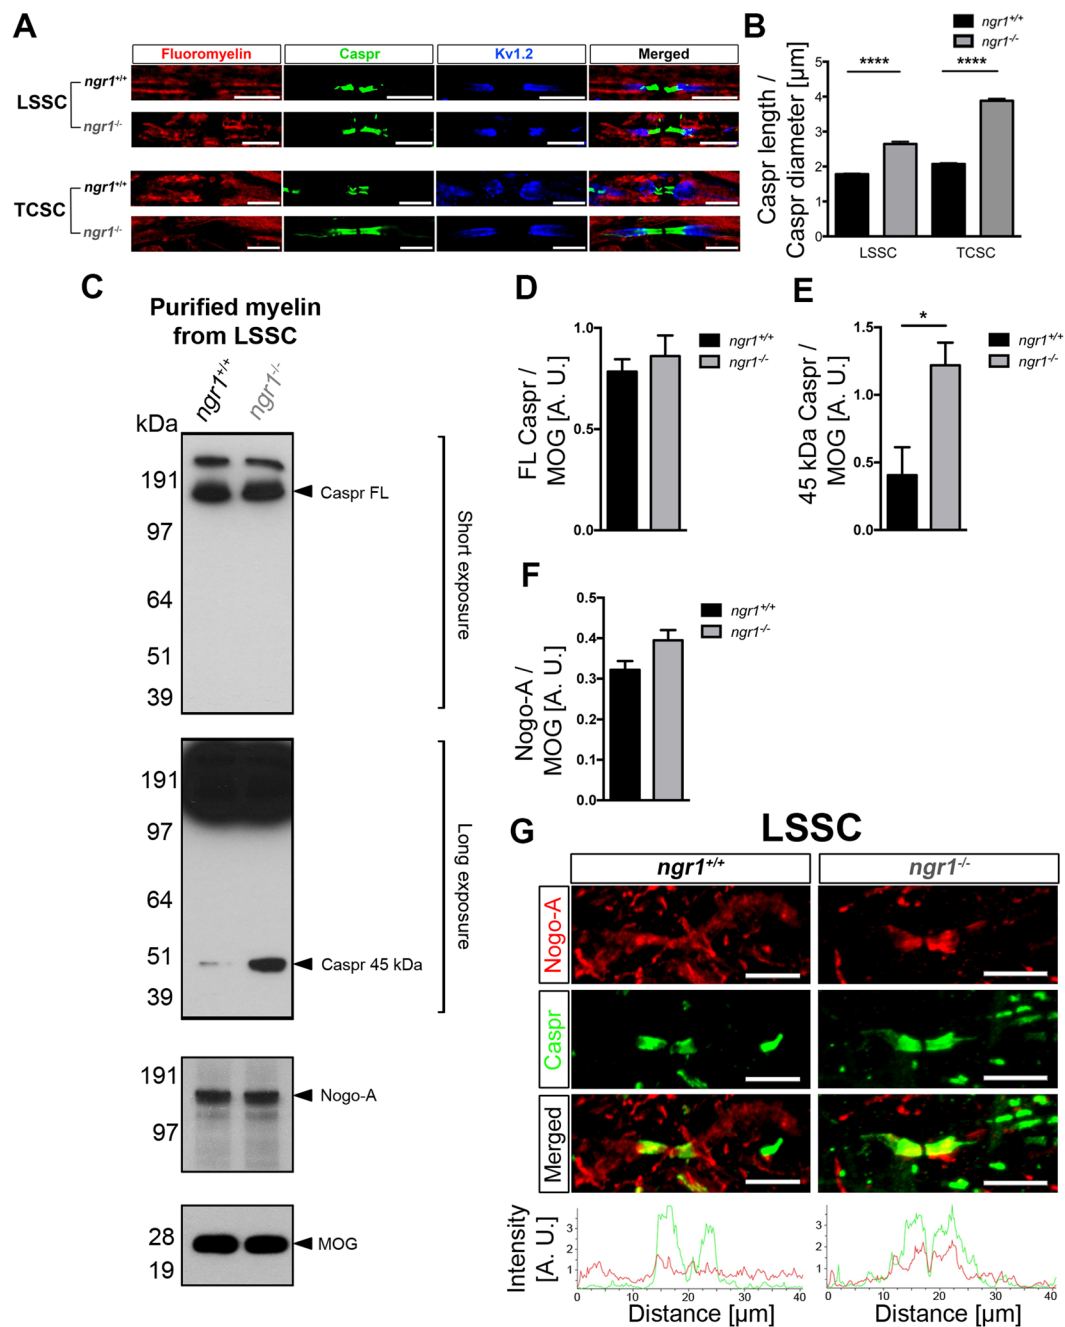 A
Fluoromyelin Caspr Kv1.2 Merged
LSSC
ngr1+/+
ngr1-/-
TCSC
ngr1+/+
ngr1-/-
B
ngr1+/+
ngr1-/-
Caspr length /
Caspr diameter [µm]
5
4
3
2
1
0
**** ****
LSSC TCSC
C
Purified myelin
from LSSC
ngr1+/+ ngr1-/-
kDa
191
97
64
51
39
Caspr FL
Short exposure
191
97
64
51
39
Caspr 45 kDa
Long exposure
191
97
Nogo-A
28
19
MOG
D
FL Caspr /
MOG [A. U.]
1.0
0.5
0.0
ngr1+/+
ngr1-/-
E
45 kDa Caspr /
MOG [A. U.]
1.5
1.0
0.5
0.0
*
ngr1+/+
ngr1-/-
F
Nogo-A /
MOG [A. U.]
0.5
0.4
0.3
0.2
0.1
0.0
ngr1+/+
ngr1-/-
G
LSSC
ngr1+/+ ngr1-/-
Nogo-A
Caspr
Merged
Intensity
[A. U.]
3
2
1
0 10 20 30 40
Distance [µm]
3
2
1
0 10 20 30 40
Distance [µm]